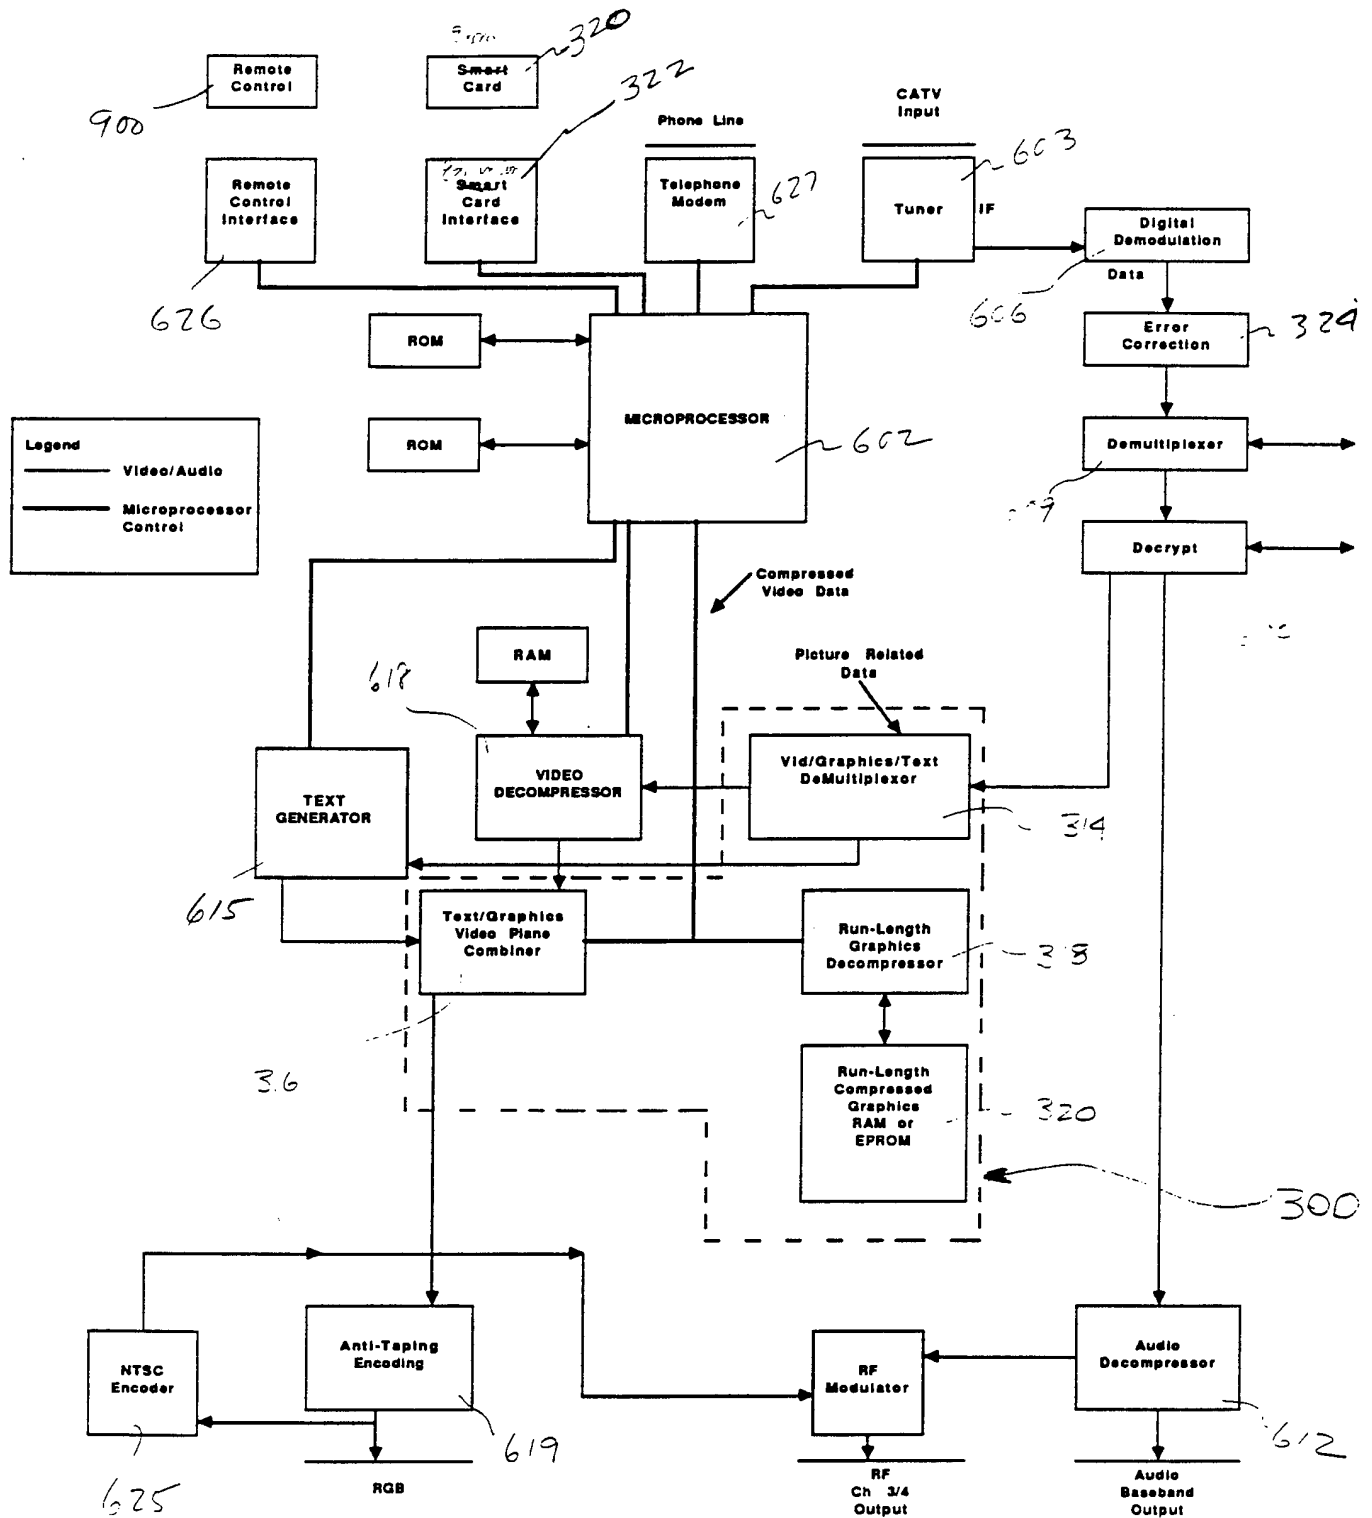 320
Remote
Control
Smart
Card
900
322
CATV
Input
Phone Line
603
Remote
Control
Interface
Smart
Card
Interface
Telephone
Modem
627
Tuner
IF
Digital
Demodulation
Data
626
606
ROM
Error
Correction
324
MICROPROCESSOR
602
ROM
Demultiplexer
Legend
Video/Audio
Microprocessor
Control
Decrypt
Compressed
Video Data
RAM
Picture Related
Data
618
Vid/Graphics/Text
DeMultiplexor
VIDEO
DECOMPRESSOR
TEXT
GENERATOR
314
615
Text/Graphics
Video Plane
Combiner
Run-Length
Graphics
Decompressor
318
Run-Length
Compressed
Graphics
RAM or
EPROM
320
300
NTSC
Encoder
Anti-Taping
Encoding
RF
Modulator
Audio
Decompressor
625
619
612
RGB
RF
Ch 3/4
Output
Audio
Baseband
Output